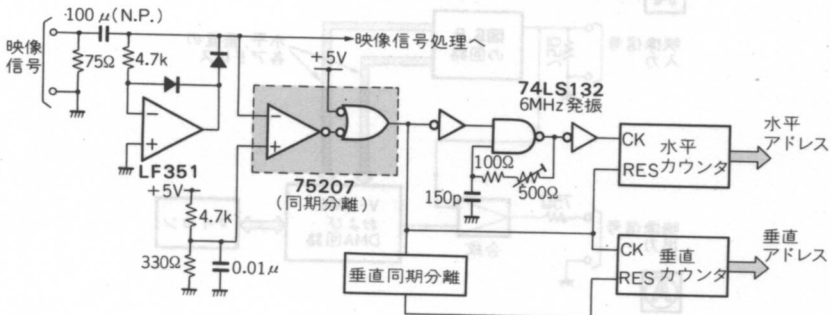 100μ(N.P.)
映像
信号
75Ω
4.7k
映像信号処理へ
+5V
74LS132
6MHz発振
LF351
+5V
4.7k
330Ω
0.01μ
75207
(同期分離)
150p
100Ω
500Ω
CK
RES
水平
カウンタ
水平
アドレス
垂直同期分離
CK
RES
垂直
カウンタ
垂直
アドレス